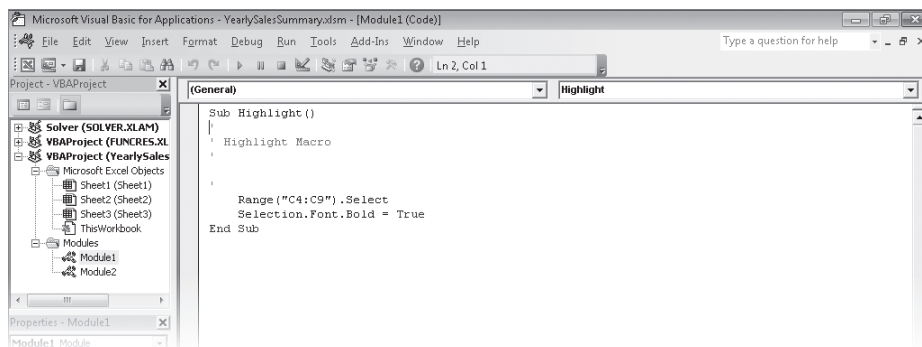 Microsoft Visual Basic for Applications - YearlySalesSummary.xlsm - [Module1 (Code)]
File Edit View Insert Format Debug Run Tools Add-Ins Window Help
Type a question for help
Ln 2, Col 1
Project - VBAProject
(General)
Highlight
Solver (SOLVER.XLAM)
VBAProject (FUNCRES.XL
VBAProject (YearlySales
Microsoft Excel Objects
Sheet1 (Sheet1)
Sheet2 (Sheet2)
Sheet3 (Sheet3)
ThisWorkbook
Modules
Module1
Module2
Properties - Module1
Module1 Module
Sub Highlight()
'
' Highlight Macro
'
'
Range("C4:C9").Select
Selection.Font.Bold = True
End Sub